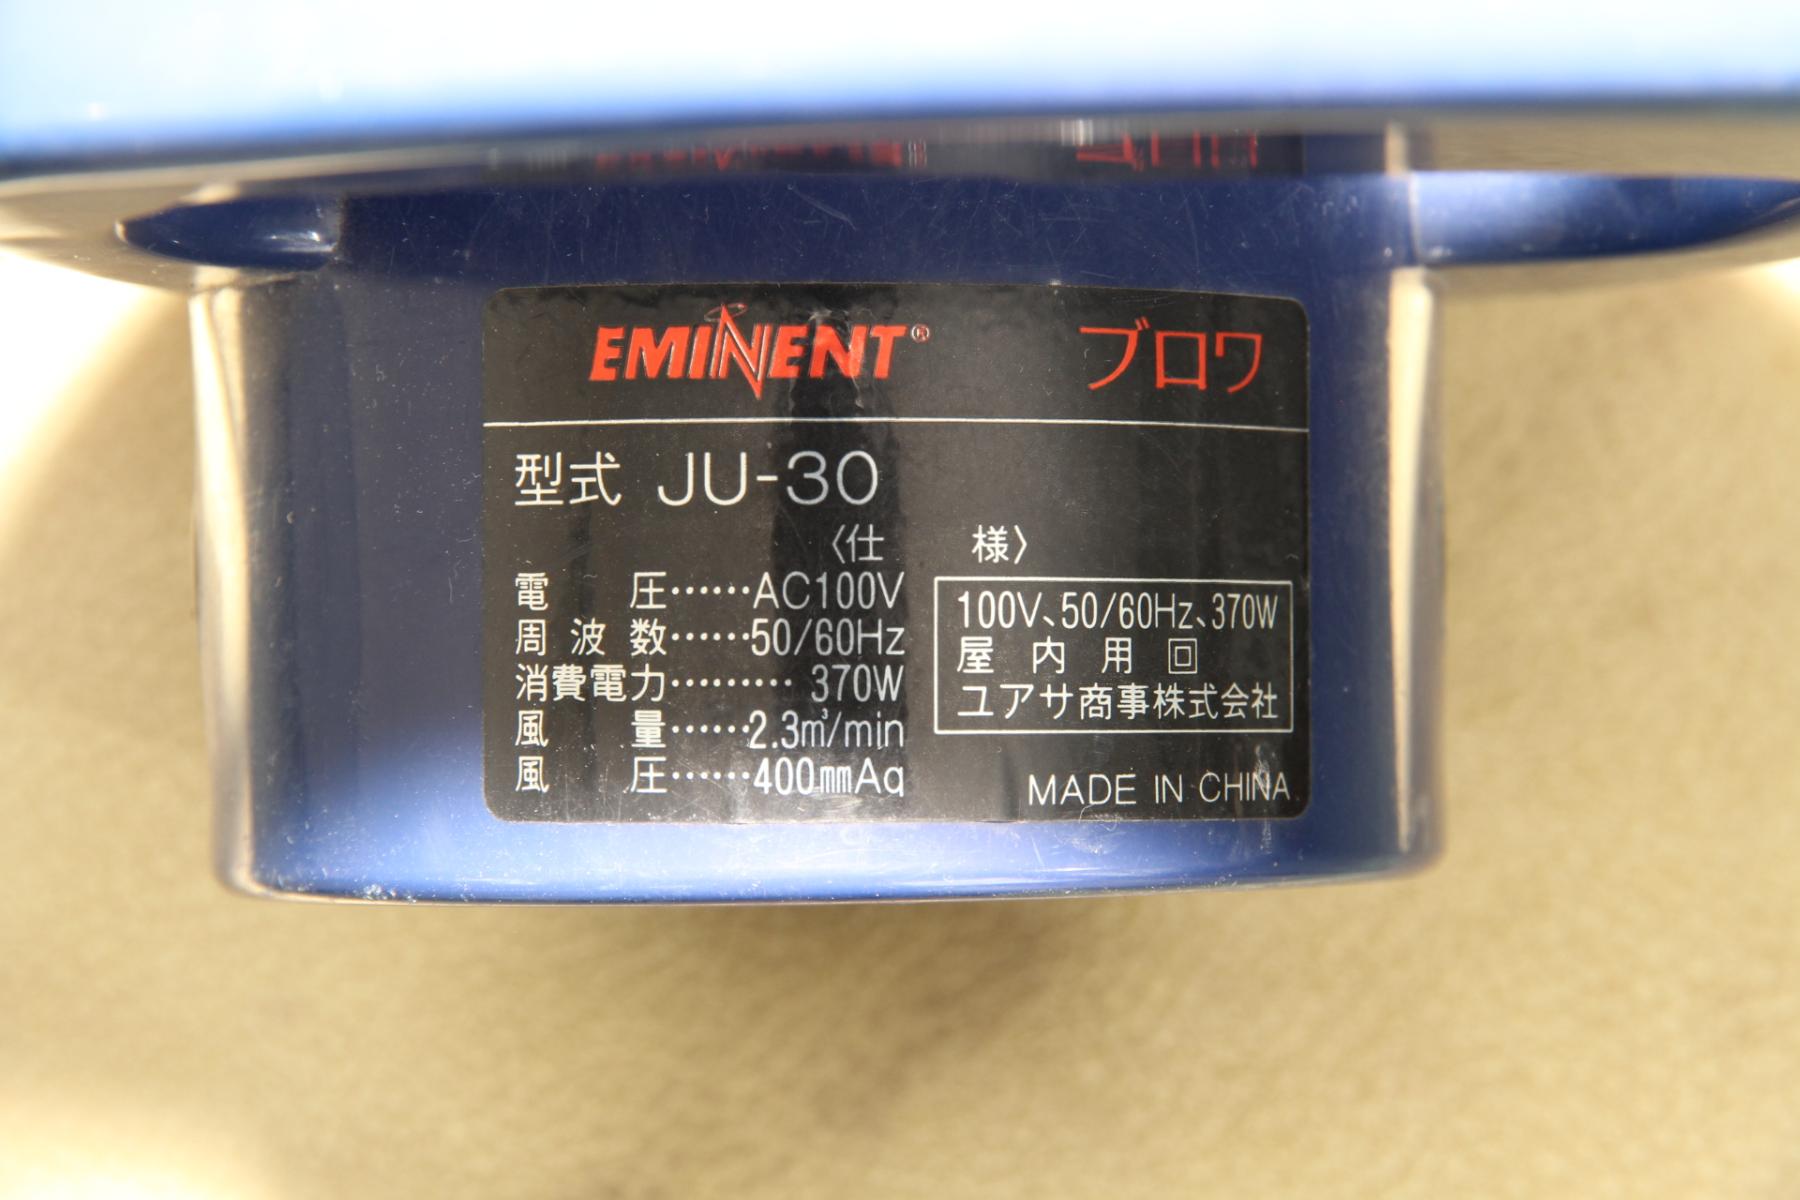 EMINENT® ブロワ
型式 JU-30
〈仕 様〉
電 圧……AC100V
周 波 数……50/60Hz
消費電力……… 370W
風 量……2.3㎥/min
風 圧……400㎜Aq
100V、50/60Hz、370W
屋 内 用 回
ユアサ商事株式会社
MADE IN CHINA